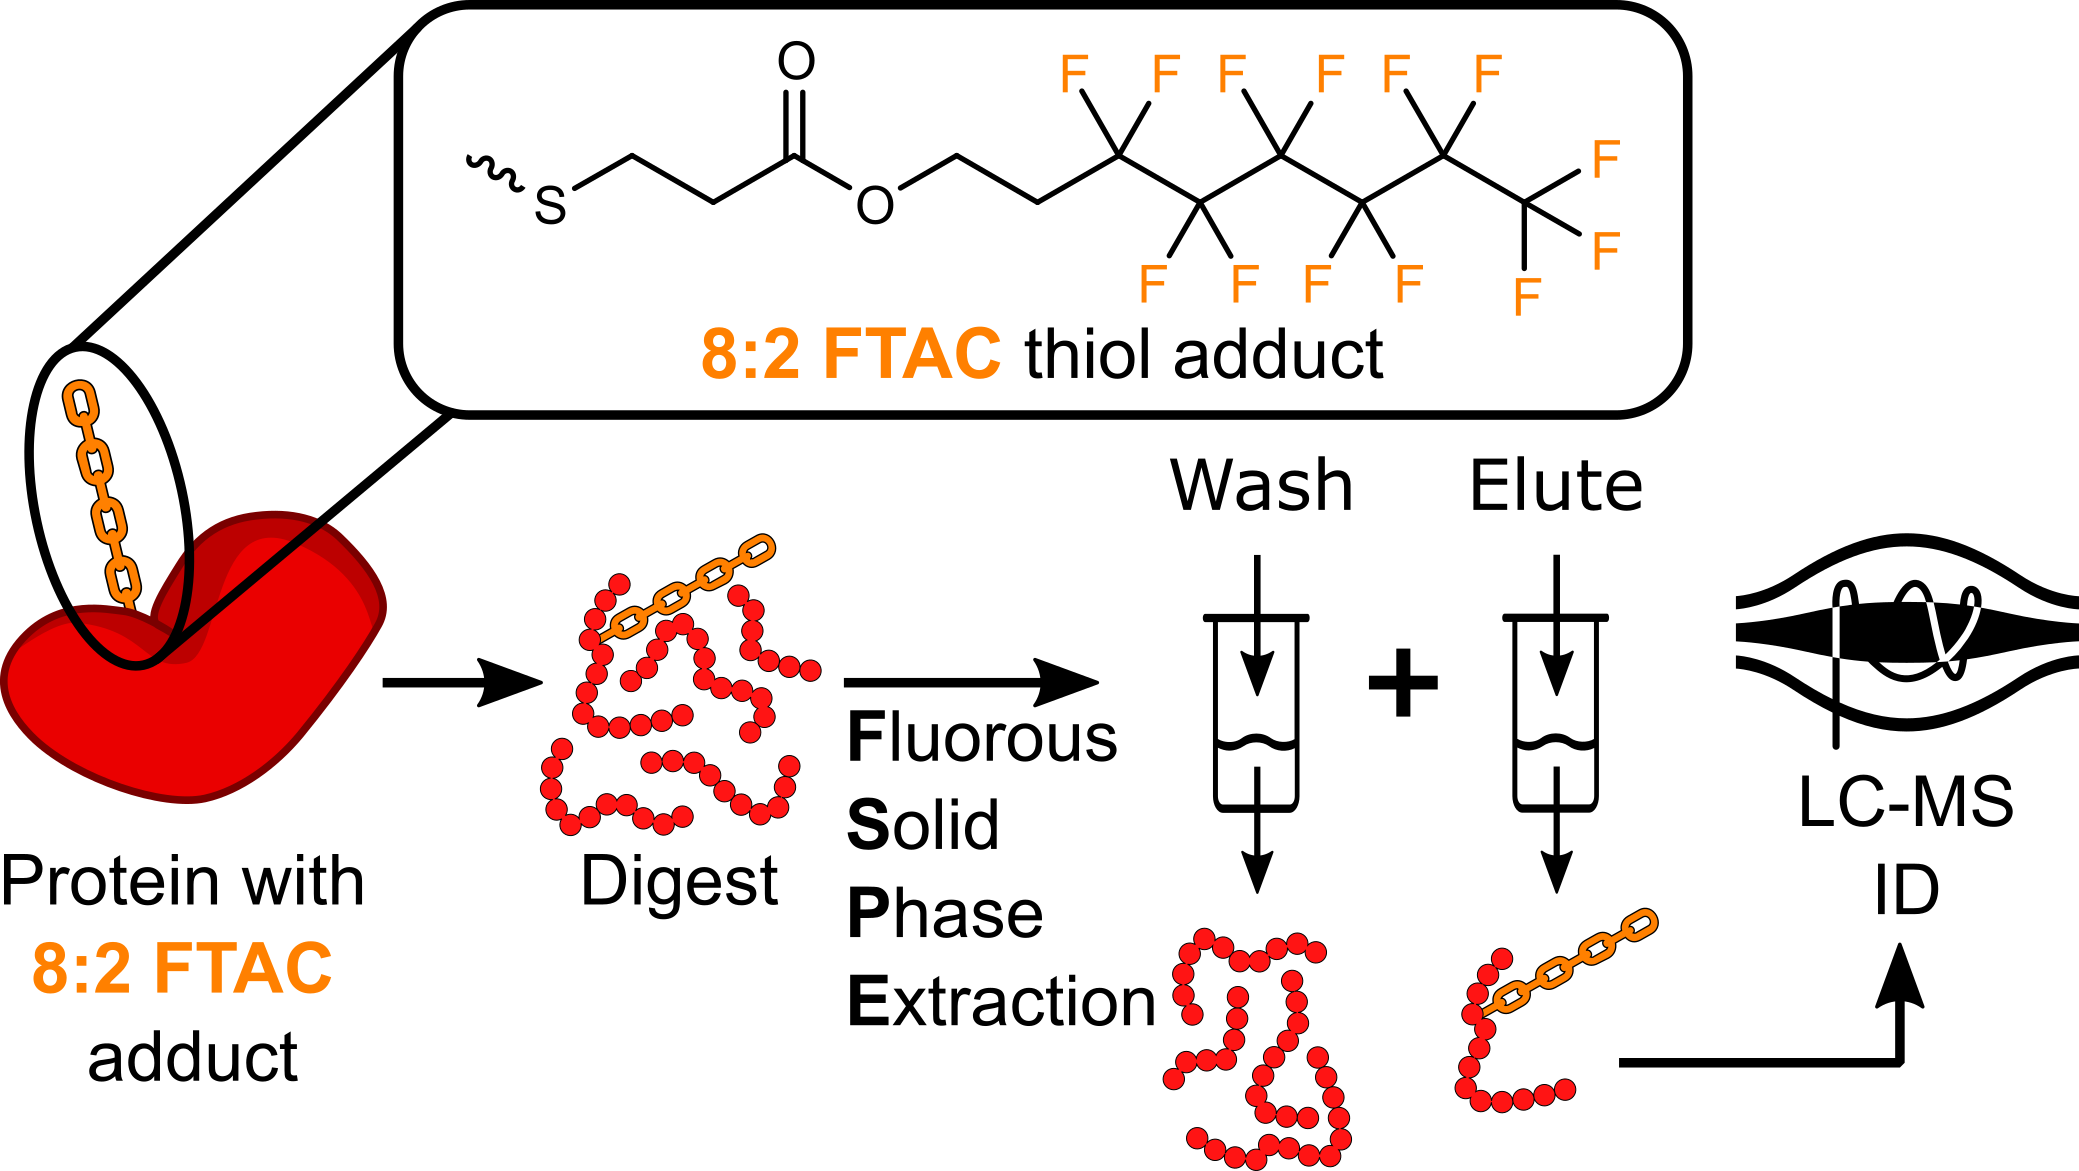 O
F F F F F F
F
S
O
F
F F F F
F
8:2 FTAC thiol adduct
Wash
Elute
Fluorous
Solid
Phase
Extraction
LC-MS
ID
Protein with
8:2 FTAC
adduct
Digest